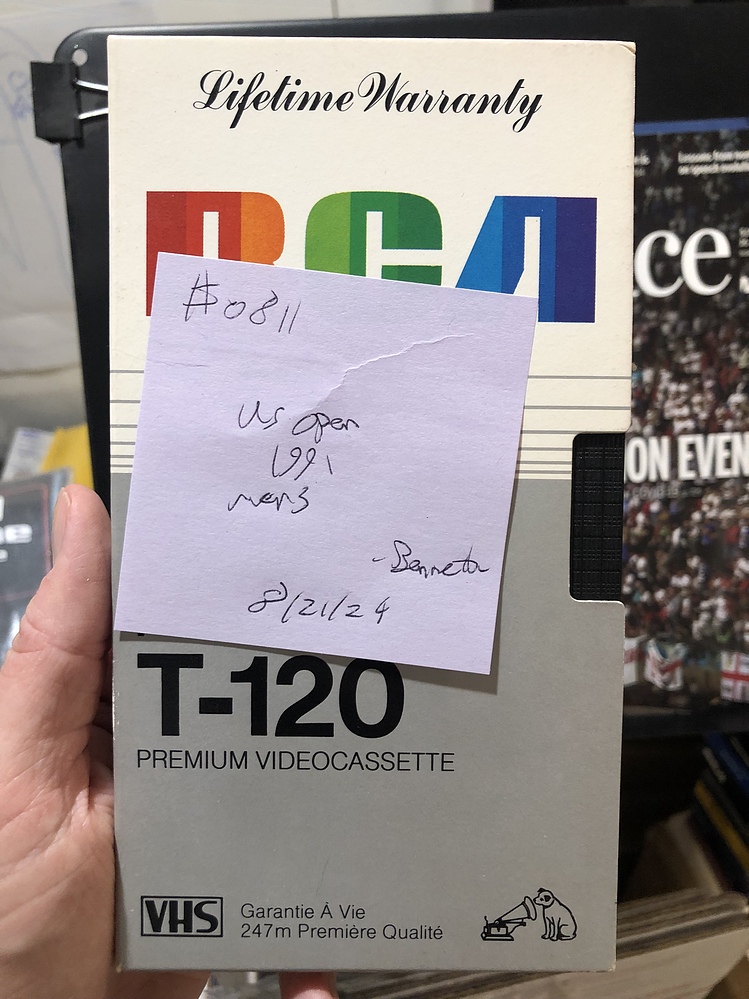 Lifetime Warranty
RCA
#0811
US open
1991
mens
-Bennett
8/21/24
T-120
PREMIUM VIDEOCASSETTE
VHS
Garantie À Vie
247m Première Qualité
ce
ON EVEN